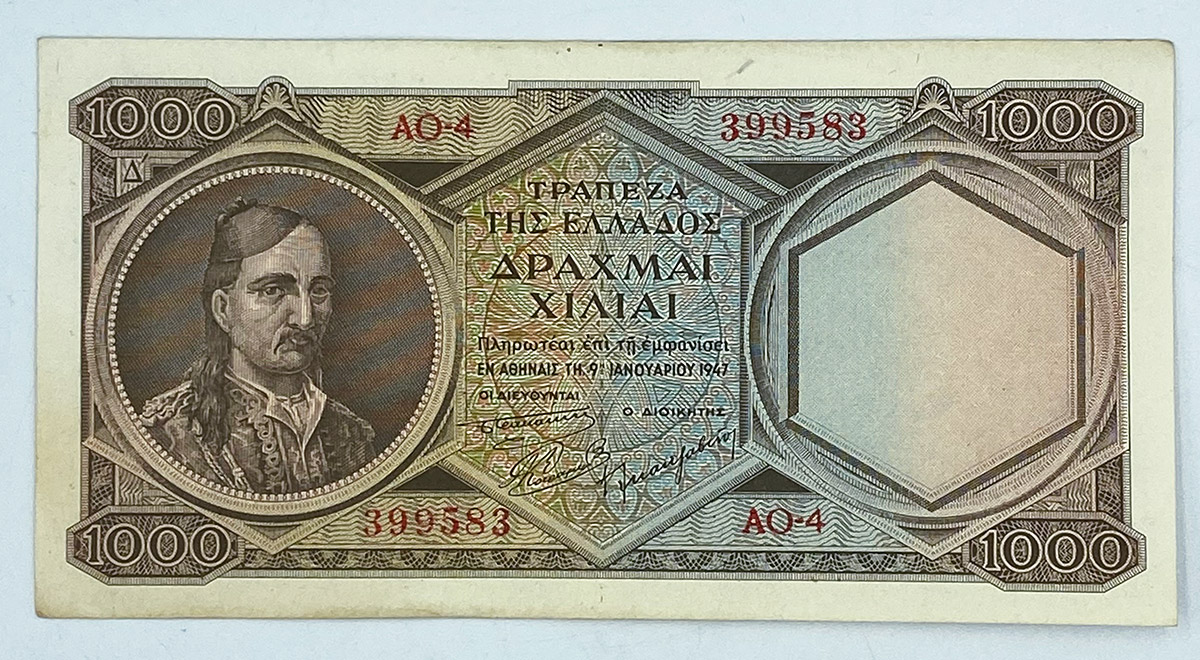 1000 1000
ΑΟ-4 399583
Δ΄
ΤΡΑΠΕΖΑ
ΤΗΣ ΕΛΛΑΔΟΣ
ΔΡΑΧΜΑΙ
ΧΙΛΙΑΙ
Πληρωτέαι ἐπὶ τῇ ἐμφανίσει
ΕΝ ΑΘΗΝΑΙΣ ΤΗ 9ῃ ΙΑΝΟΥΑΡΙΟΥ 1947
ΟΙ ΔΙΕΥΘΥΝΤΑΙ
Ο ΔΙΟΙΚΗΤΗΣ
399583 ΑΟ-4
1000 1000